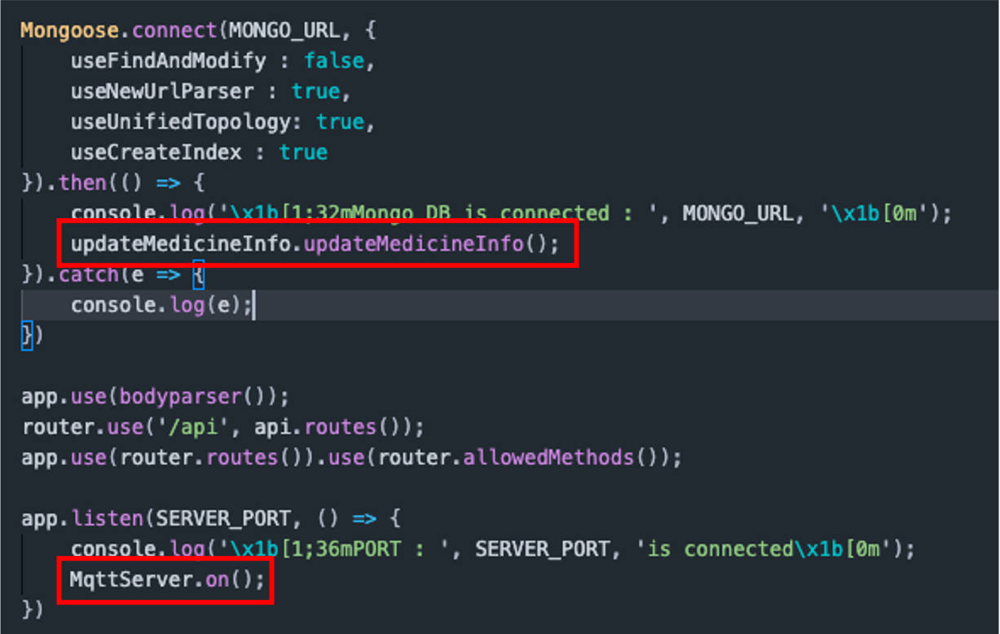 Mongoose.connect(MONGO_URL, {
    useFindAndModify : false,
    useNewUrlParser : true,
    useUnifiedTopology: true,
    useCreateIndex : true
}).then(() => {
    console.log('\x1b[1;32mMongo DB is connected : ', MONGO_URL, '\x1b[0m');
    updateMedicineInfo.updateMedicineInfo();
}).catch(e => {
    console.log(e);
})

app.use(bodyparser());
router.use('/api', api.routes());
app.use(router.routes()).use(router.allowedMethods());

app.listen(SERVER_PORT, () => {
    console.log('\x1b[1;36mPORT : ', SERVER_PORT, 'is connected\x1b[0m');
    MqttServer.on();
})